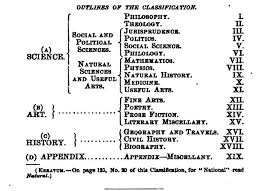 OUTLINES OF THE CLASSIFICATION.
PHILOSOPHY. I.
THEOLOGY. II.
JURISPRUDENCE. III.
SOCIAL AND POLITICAL SCIENCES. POLITICS. IV.
SOCIAL SCIENCE. V.
(A) SCIENCE. PHILOLOGY. VI.
MATHEMATICS. VII.
NATURAL SCIENCES AND USEFUL ARTS. PHYSICS. VIII.
NATURAL HISTORY. IX.
MEDICINE. X.
USEFUL ARTS. XI.
FINE ARTS. XII.
(B) ART. POETRY. XIII.
PROSE FICTION. XIV.
LITERARY MISCELLANY. XV.
GEOGRAPHY AND TRAVELS. XVI.
(C) HISTORY. CIVIL HISTORY. XVII.
BIOGRAPHY. XVIII.
(D) APPENDIX. APPENDIX—MISCELLANY. XIX.
(ERRATUM.—On page 125, No. 20 of this Classification, for "National" read
Natural.)